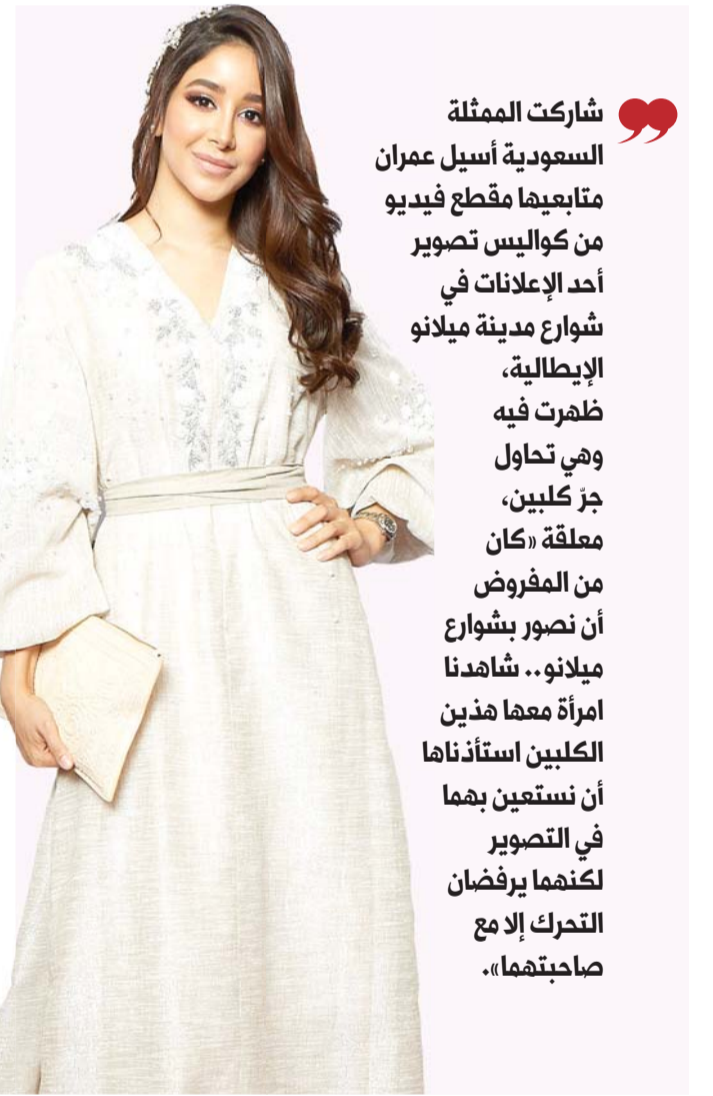 شاركت الممثلة
السعودية أسيل عمران
متابعيها مقطع فيديو
من كواليس تصوير
أحد الإعلانات في
شوارع مدينة ميلانو
الإيطالية،
ظهرت فيه
وهي تحاول
جرّ كلبين،
معلقة «كان
من المفروض
أن نصور بشوارع
ميلانو.. شاهدنا
امرأة معها هذين
الكلبين استأذناها
أن نستعين بهما
في التصوير
لكنهما يرفضان
التحرك إلا مع
صاحبتهما».